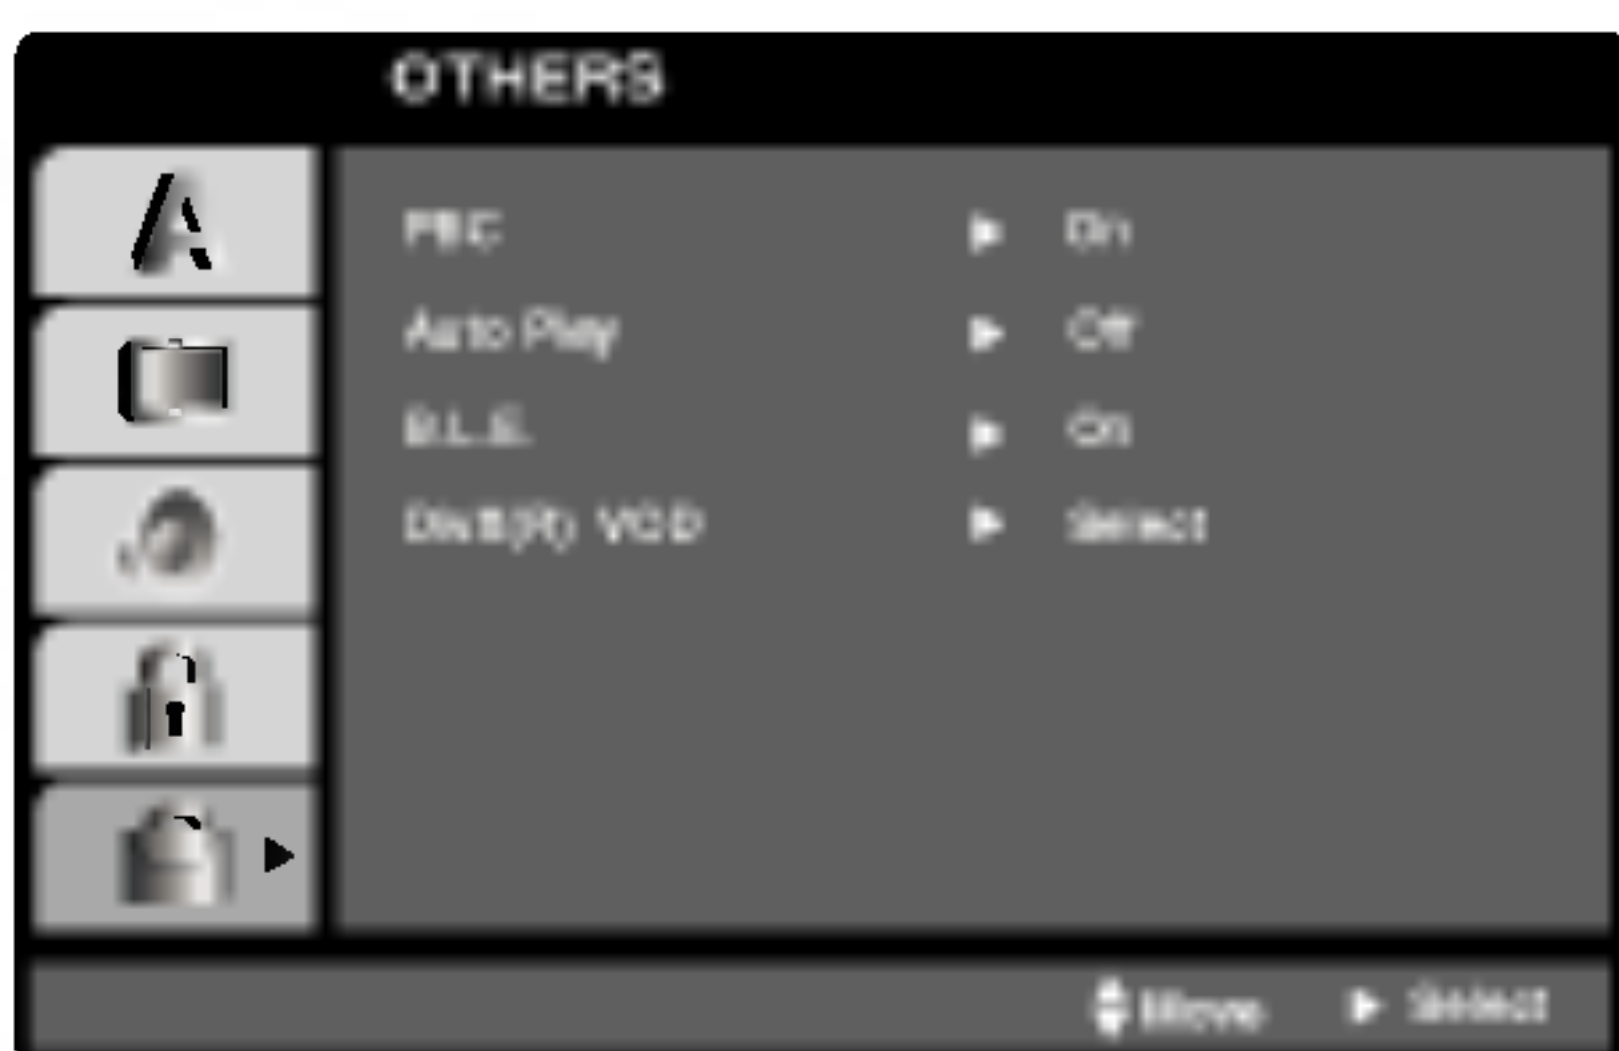 OTHERS
A
PBC On
Auto Play Off
B.L.E. On
DivX(R) VOD Select
Move Select